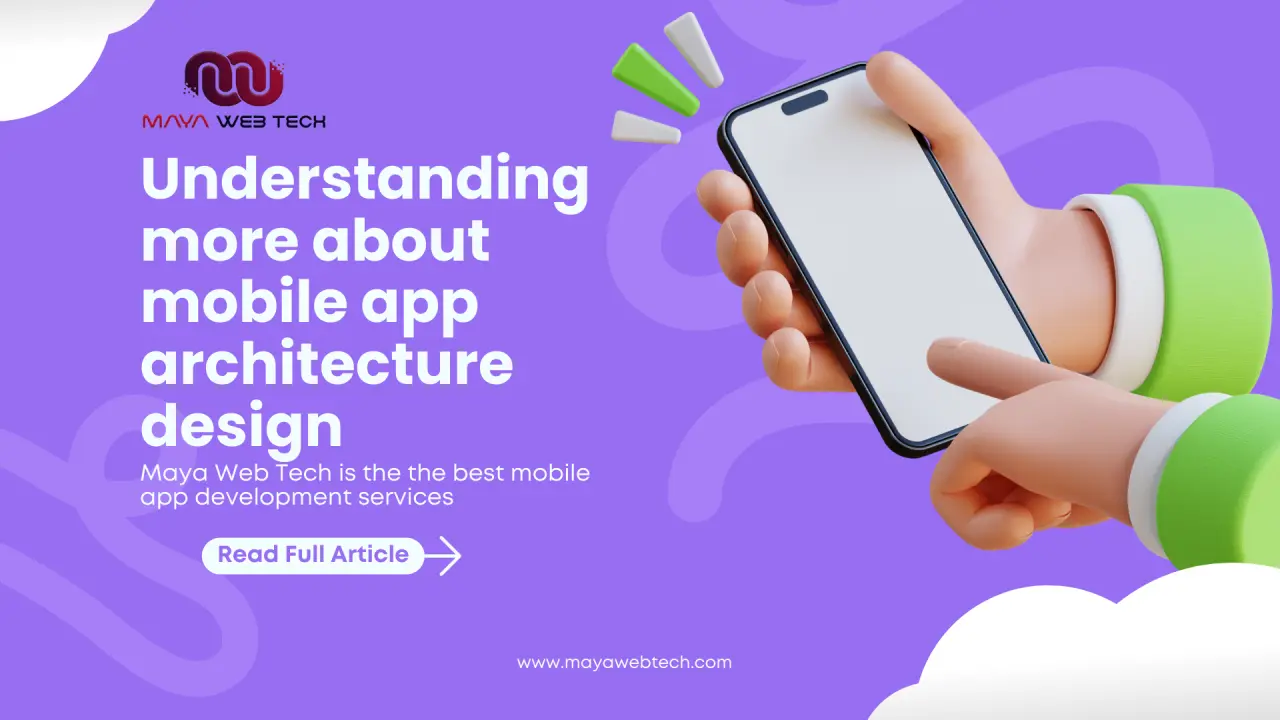 MAYA WEB TECH
Understanding
more about
mobile app
architecture
design
Maya Web Tech is the the best mobile
app development services
Read Full Article
www.mayawebtech.com